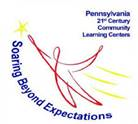 Pennsylvania
21st Century
Community
Learning Centers
Soaring Beyond Expectations